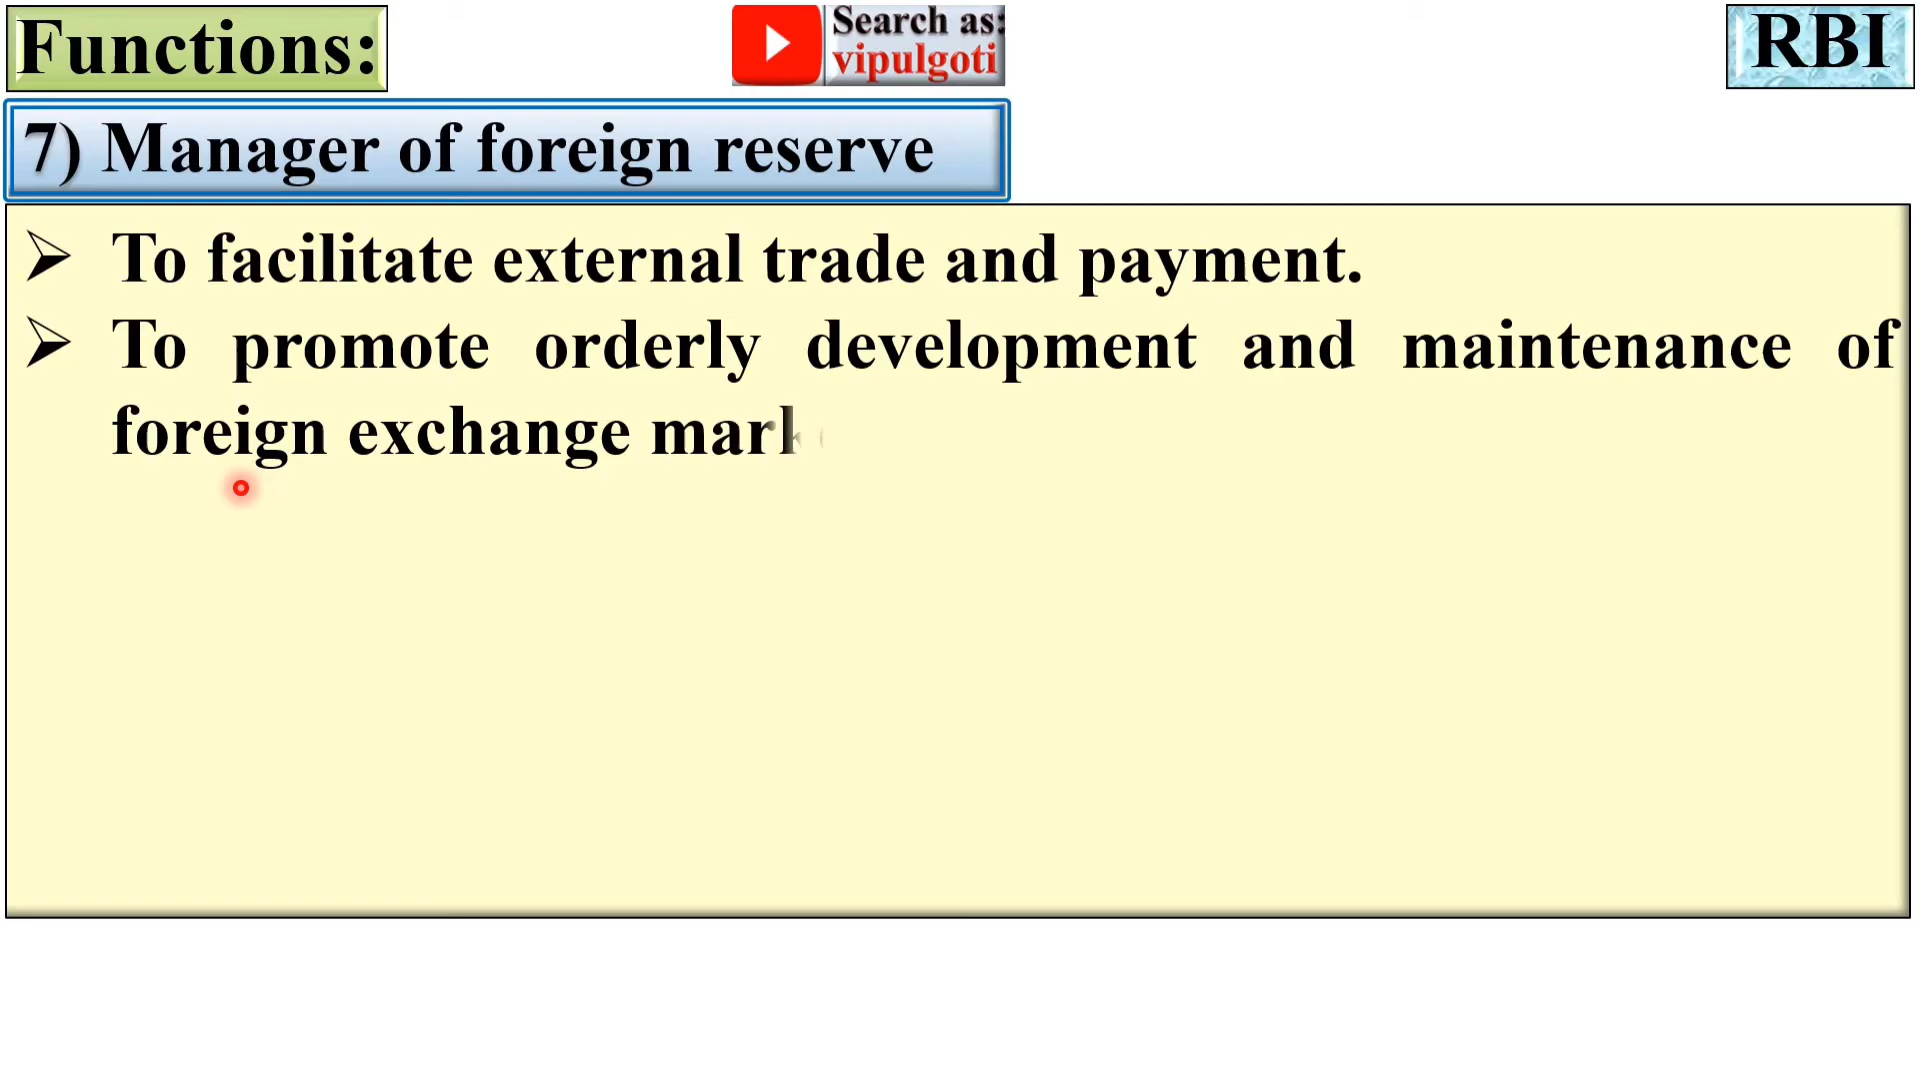 Functions:
Search as:
vipulgoti
RBI
7) Manager of foreign reserve
➢ To facilitate external trade and payment.
➢ To promote orderly development and maintenance of
foreign exchange